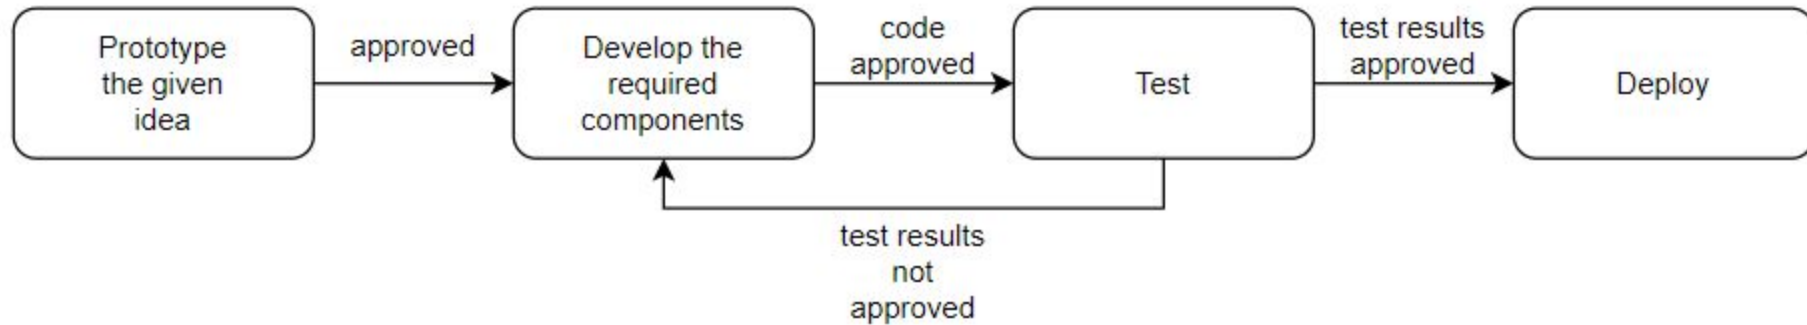 Prototype
the given
idea
approved
Develop the
required
components
code
approved
Test
test results
approved
Deploy
test results
not
approved